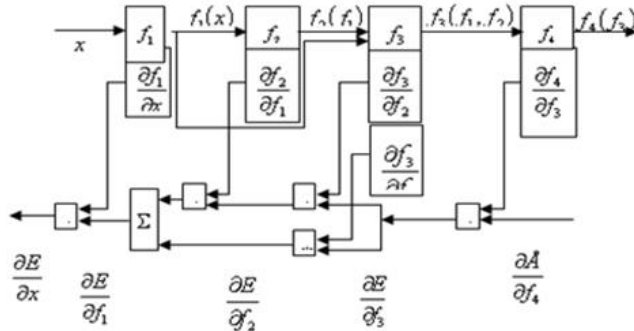 x f₁ f₁(x) f₂ f₂(f₁) f₃ f₃(f₁, f₂) f₄ f₄(f₃)
∂f₁/∂x ∂f₂/∂f₁ ∂f₃/∂f₂ ∂f₄/∂f₃
∂f₃/∂f
. Σ . . .
...
∂E/∂x ∂E/∂f₁ ∂E/∂f₂ ∂E/∂f₃ ∂Å/∂f₄